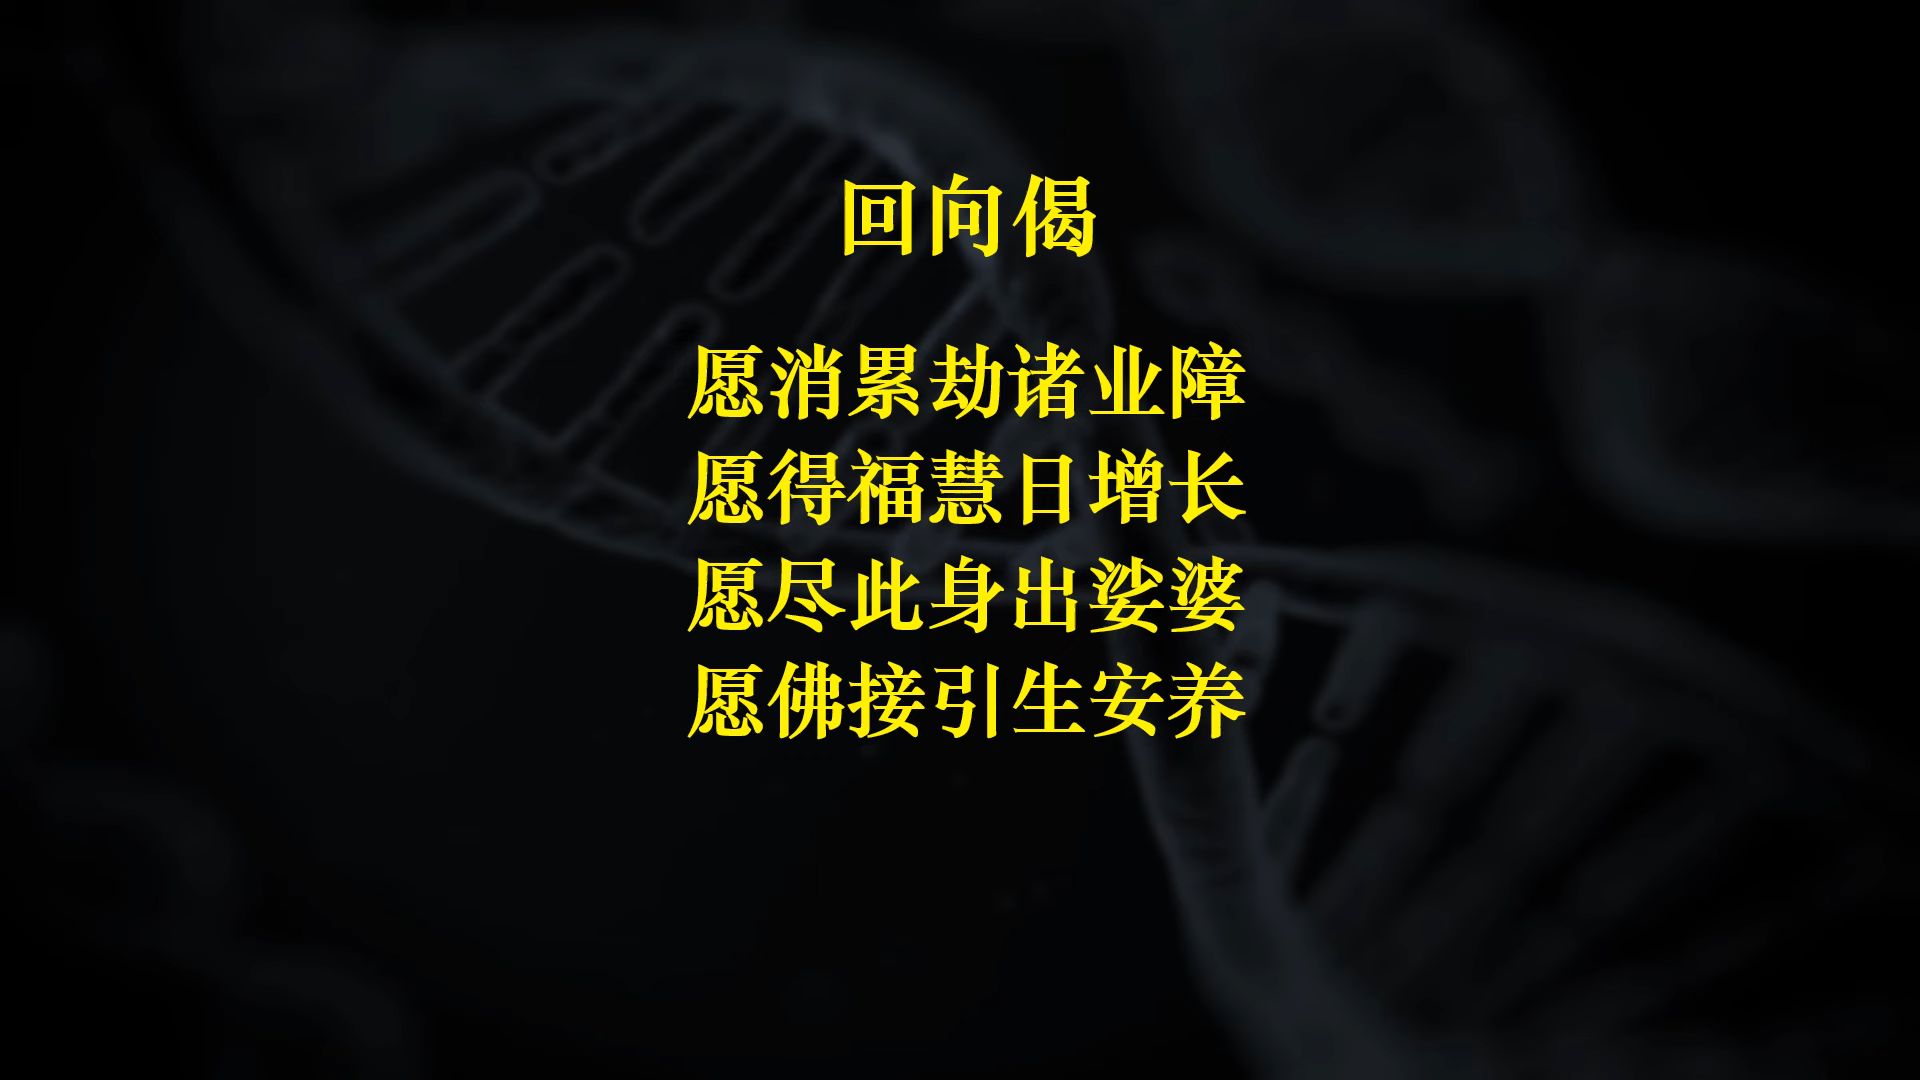 回向偈
愿消累劫诸业障
愿得福慧日增长
愿尽此身出娑婆
愿佛接引生安养